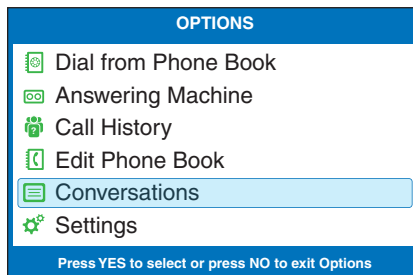 OPTIONS
Dial from Phone Book
Answering Machine
Call History
Edit Phone Book
Conversations
Settings
Press YES to select or press NO to exit Options